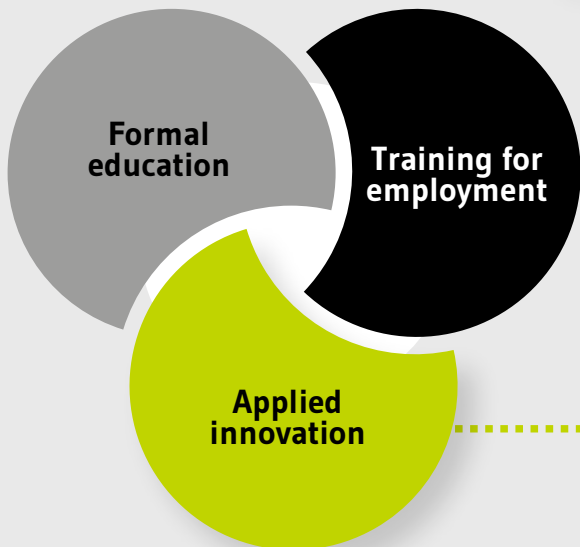 Formal
education
Training for
employment
Applied
innovation